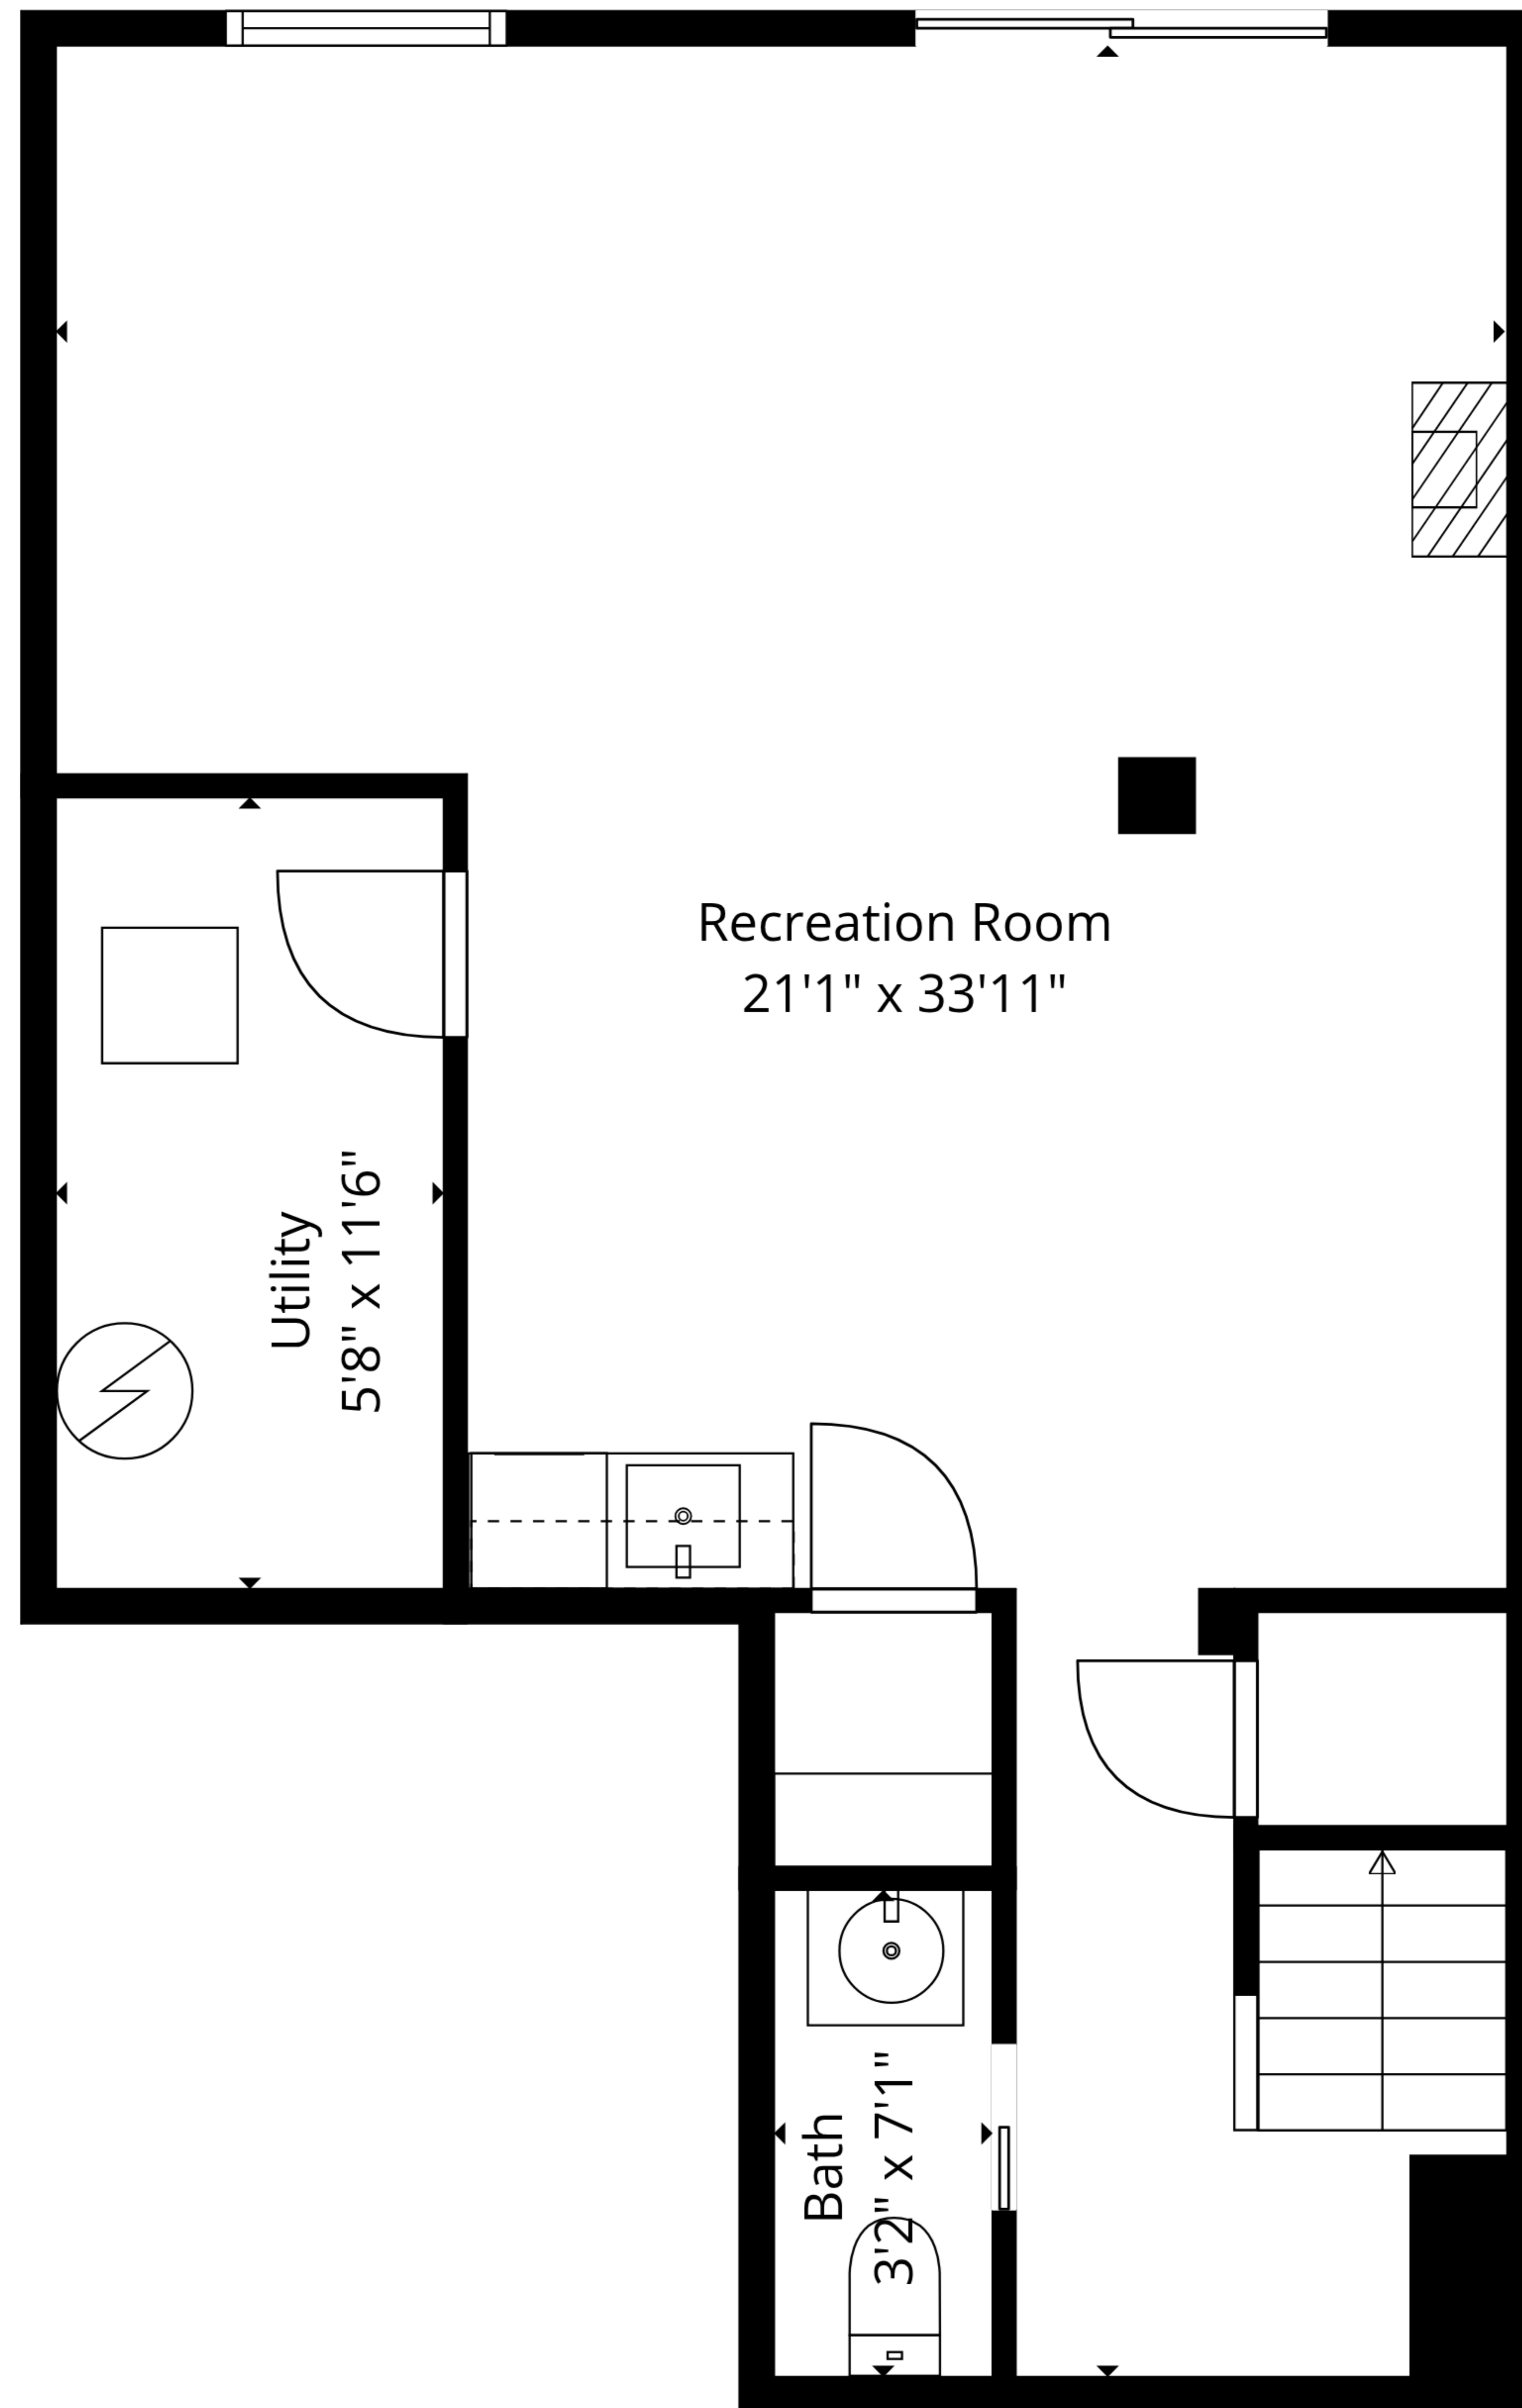 Recreation Room
21'1" x 33'11"
Utility
5'8" x 11'6"
Bath
3'2" x 7'1"